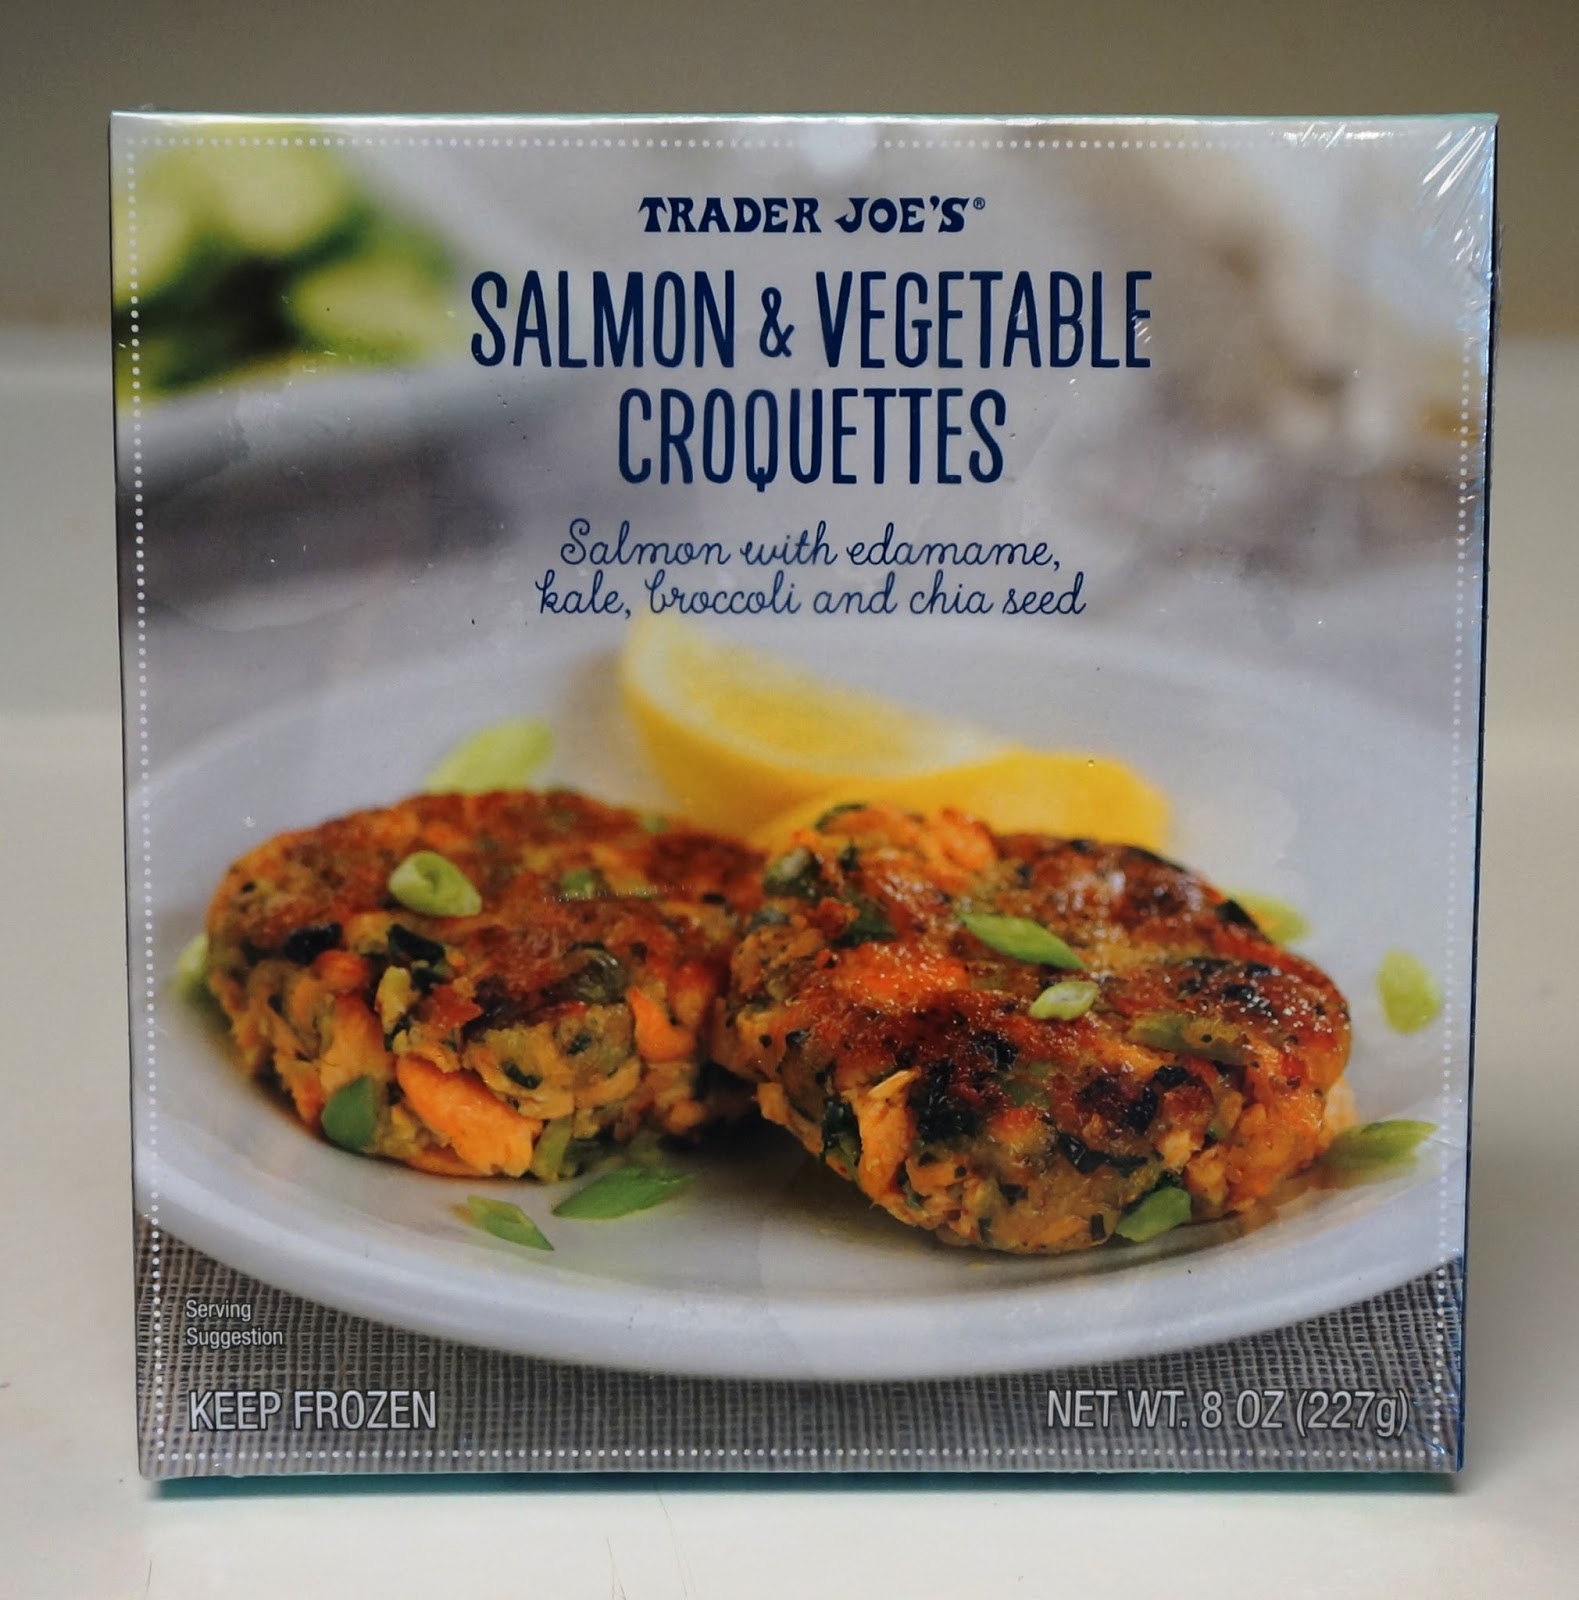 TRADER JOE'S®
SALMON & VEGETABLE
CROQUETTES
Salmon with edamame,
kale, broccoli and chia seed
Serving
Suggestion
KEEP FROZEN
NET WT. 8 OZ (227g)